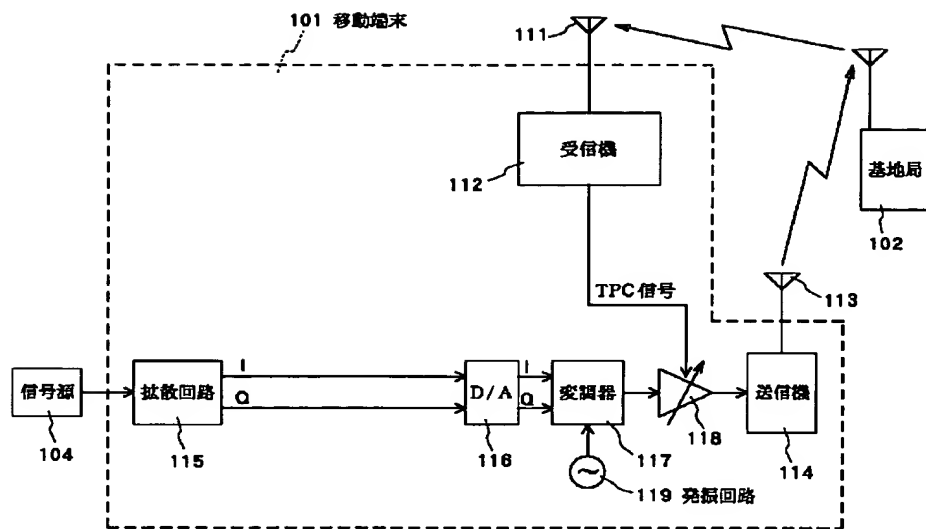 101 移動端末
111
受信機
112
基地局
102
TPC信号
113
信号源
104
拡散回路
115
I
Q
D/A
116
I
Q
変調器
117
118
送信機
114
119 発振回路